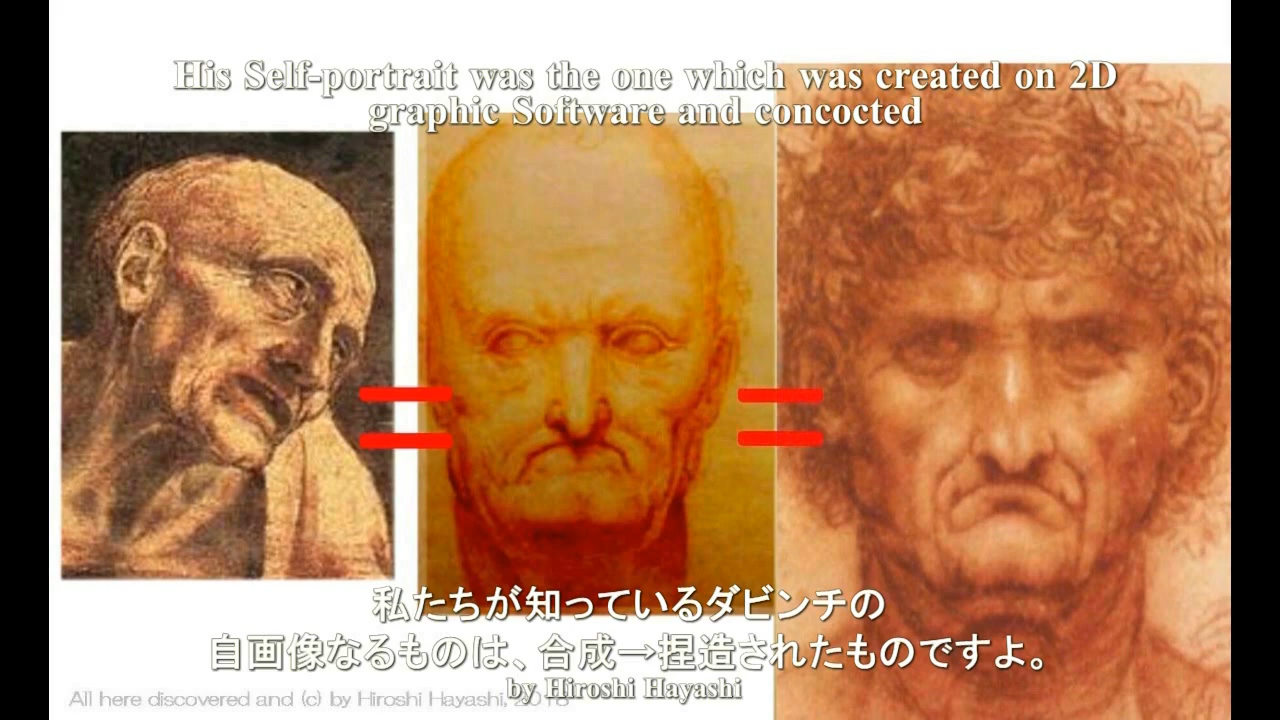 His Self-portrait was the one which was created on 2D
graphic Software and concocted
私たちが知っているダビンチの
自画像なるものは、合成→捏造されたものですよ。
by Hiroshi Hayashi
All here discovered and (c) by Hiroshi Hayashi,